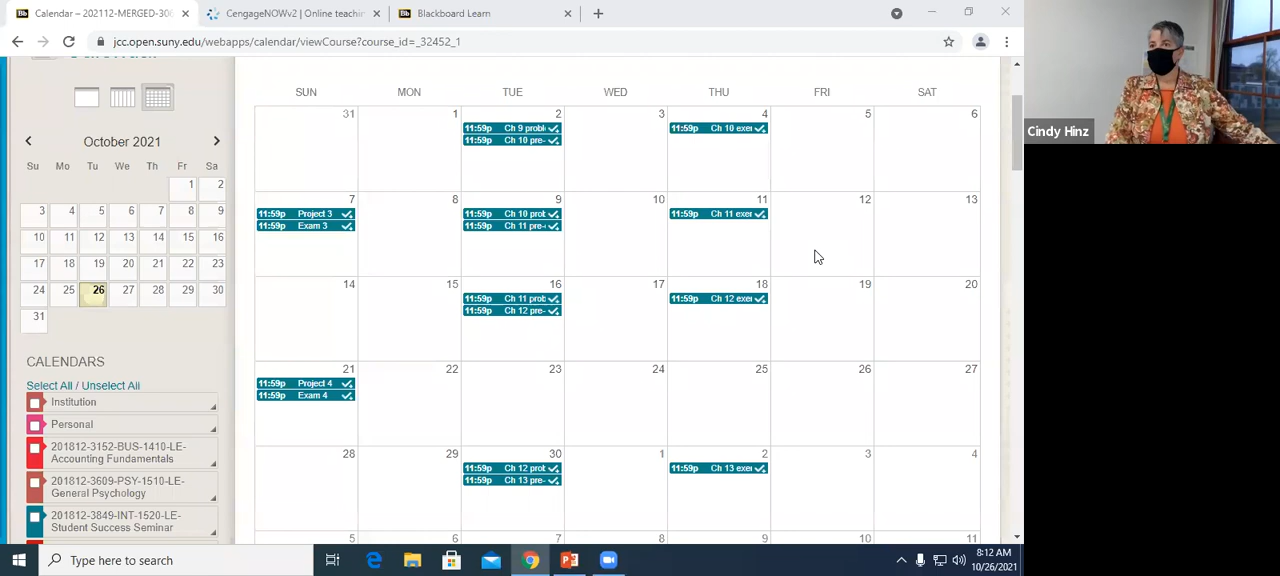 Calendar – 202112-MERGED-306
CengageNOWv2 | Online teachin
Blackboard Learn
jcc.open.suny.edu/webapps/calendar/viewCourse?course_id=_32452_1
October 2021
Su Mo Tu We Th Fr Sa
1 2
3 4 5 6 7 8 9
10 11 12 13 14 15 16
17 18 19 20 21 22 23
24 25 26 27 28 29 30
31
CALENDARS
Select All / Unselect All
Institution
Personal
201812-3152-BUS-1410-LE-
Accounting Fundamentals
201812-3609-PSY-1510-LE-
General Psychology
201812-3849-INT-1520-LE-
Student Success Seminar
SUN MON TUE WED THU FRI SAT
31 1 2 3 4 5 6
11:59p Ch 9 probl 11:59p Ch 10 exer
11:59p Ch 10 pre-
7 8 9 10 11 12 13
11:59p Project 3 11:59p Ch 10 prob 11:59p Ch 11 exer
11:59p Exam 3 11:59p Ch 11 pre-
14 15 16 17 18 19 20
11:59p Ch 11 prob 11:59p Ch 12 exer
11:59p Ch 12 pre-
21 22 23 24 25 26 27
11:59p Project 4
11:59p Exam 4
28 29 30 1 2 3 4
11:59p Ch 12 prob 11:59p Ch 13 exer
11:59p Ch 13 pre-
5 6 7 8 9 10 11
Cindy Hinz
Type here to search
8:12 AM
10/26/2021